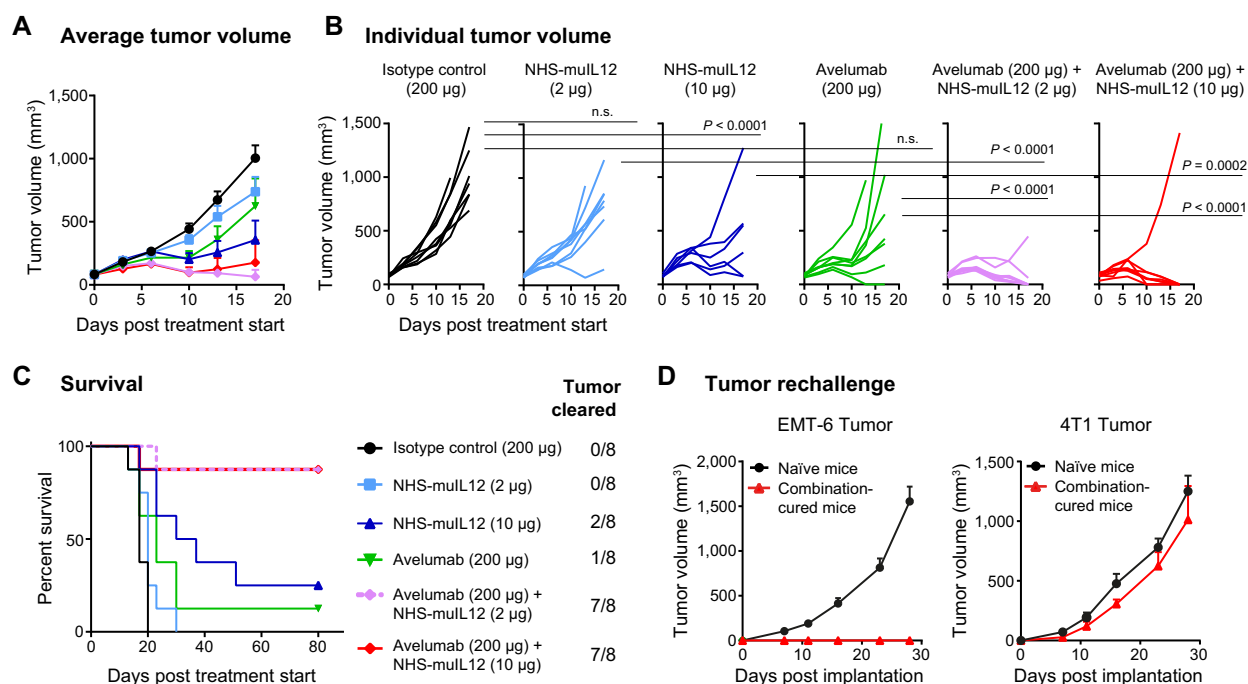 A Average tumor volume
Tumor volume (mm³)
1,500
1,000
500
0
0 5 10 15 20
Days post treatment start
B Individual tumor volume
Isotype control
(200 µg)
NHS-muIL12
(2 µg)
NHS-muIL12
(10 µg)
Avelumab
(200 µg)
Avelumab (200 µg) +
NHS-muIL12 (2 µg)
Avelumab (200 µg) +
NHS-muIL12 (10 µg)
n.s.
P < 0.0001
n.s.
P < 0.0001
P = 0.0002
P < 0.0001
P < 0.0001
Tumor volume (mm³)
1,500
1,000
500
0
0 5 10 15 20
0 5 10 15 20
0 5 10 15 20
0 5 10 15 20
0 5 10 15 20
0 5 10 15 20
Days post treatment start
C Survival
Percent survival
100
50
0
0 20 40 60 80
Days post treatment start
Tumor
cleared
Isotype control (200 µg) 0/8
NHS-muIL12 (2 µg) 0/8
NHS-muIL12 (10 µg) 2/8
Avelumab (200 µg) 1/8
Avelumab (200 µg) +
NHS-muIL12 (2 µg) 7/8
Avelumab (200 µg) +
NHS-muIL12 (10 µg) 7/8
D Tumor rechallenge
EMT-6 Tumor
Tumor volume (mm³)
2,000
1,500
1,000
500
0
Naïve mice
Combination-
cured mice
0 10 20 30
Days post implantation
4T1 Tumor
Tumor volume (mm³)
1,500
1,000
500
0
Naïve mice
Combination-
cured mice
0 10 20 30
Days post implantation